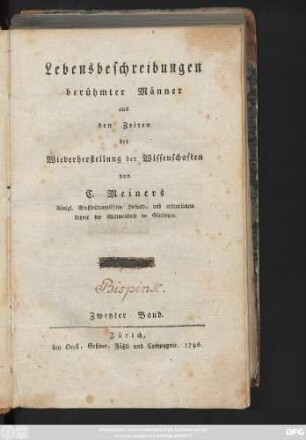 Lebensbeschreibungen
berühmter Männer
aus
den Zeiten
der
Wiederherstellung der Wissenschaften
von
C. Meiners
Königl. Großbritannischem Hofrath, und ordentlichem
Lehrer der Weltweisheit in Göttingen.
Bispink.
Zweyter Band.
Zürich,
bey Orell, Geßner, Füßli und Compagnie. 1796.